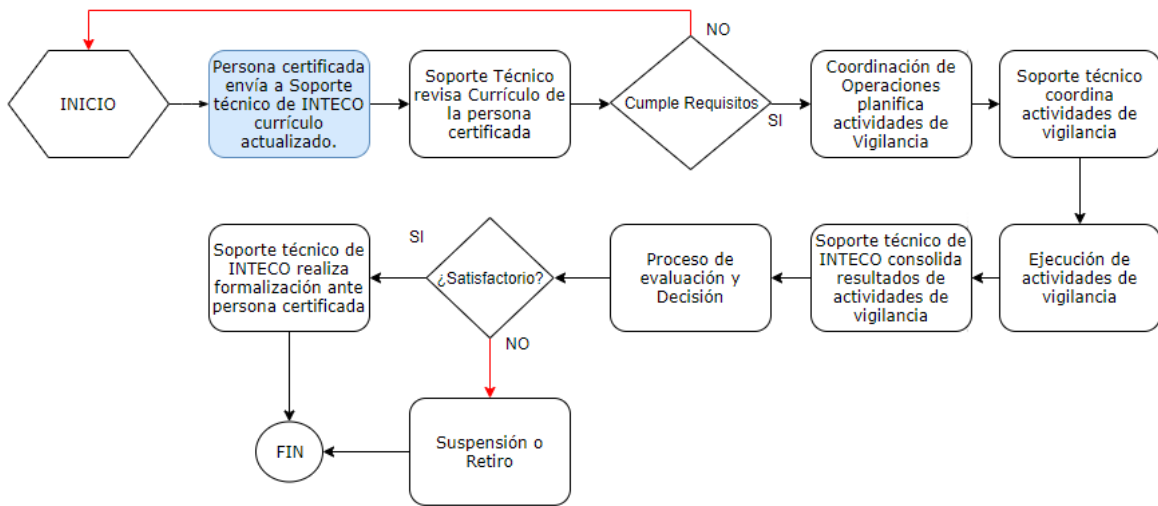 NO
INICIO
Persona certificada
envía a Soporte
técnico de INTECO
currículo
actualizado.
Soporte Técnico
revisa Currículo de
la persona
certificada
Cumple Requisitos
SI
Coordinación de
Operaciones
planifica
actividades de
Vigilancia
Soporte técnico
coordina
actividades de
vigilancia
Ejecución de
actividades de
vigilancia
Soporte técnico de
INTECO consolida
resultados de
actividades de
vigilancia
Proceso de
evaluación y
Decisión
¿Satisfactorio?
SI
Soporte técnico de
INTECO realiza
formalización ante
persona certificada
NO
Suspensión o
Retiro
FIN